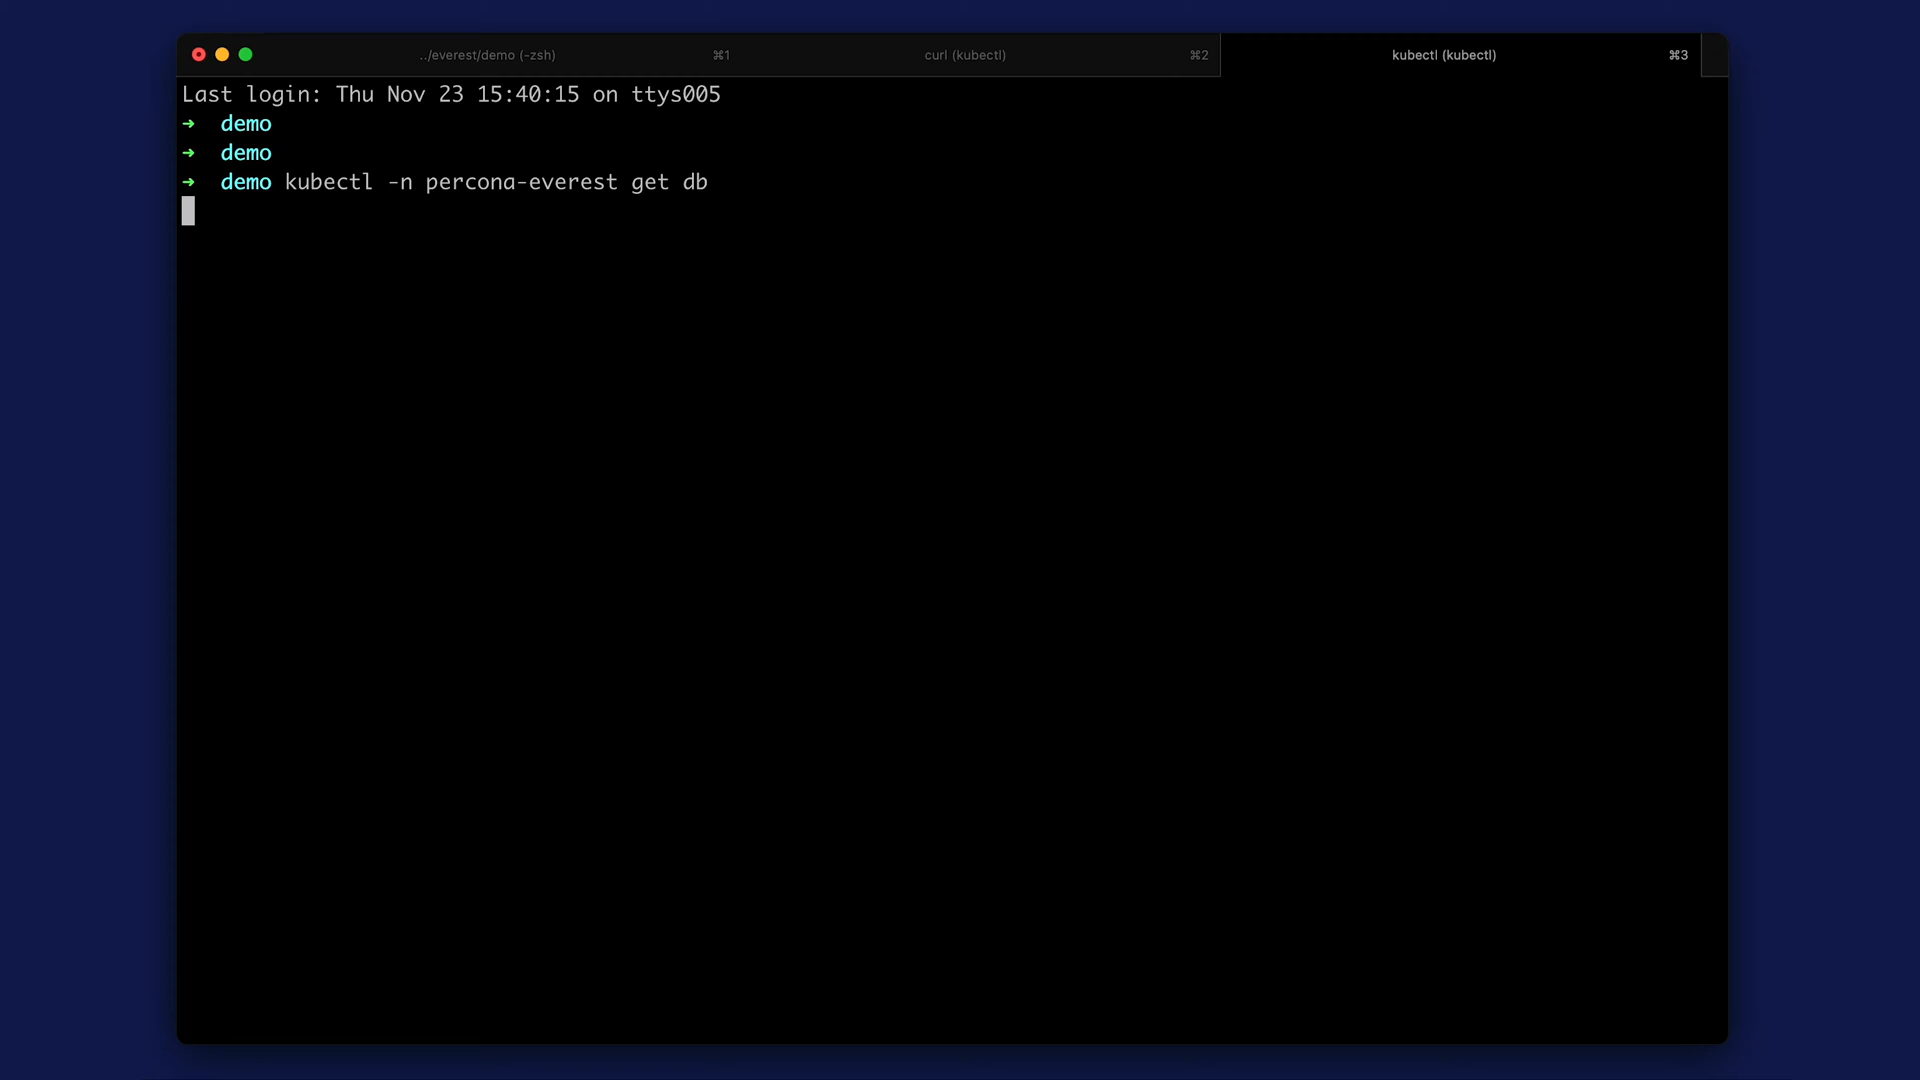 ../everest/demo (-zsh) ⌘1 curl (kubectl) ⌘2 kubectl (kubectl) ⌘3
Last login: Thu Nov 23 15:40:15 on ttys005
➜ demo
➜ demo
➜ demo kubectl -n percona-everest get db